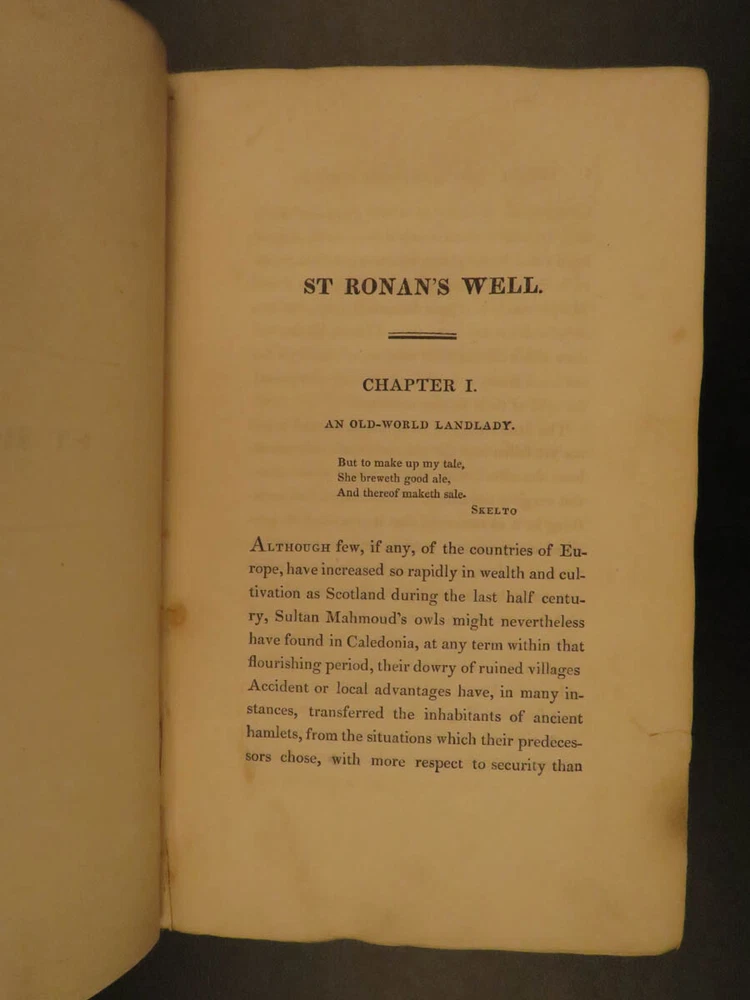 ST RONAN'S WELL.
CHAPTER I.
AN OLD-WORLD LANDLADY.
But to make up my tale,
She breweth good ale,
And thereof maketh sale.
SKELTO
ALTHOUGH few, if any, of the countries of Eu-
rope, have increased so rapidly in wealth and cul-
tivation as Scotland during the last half centu-
ry, Sultan Mahmoud's owls might nevertheless
have found in Caledonia, at any term within that
flourishing period, their dowry of ruined villages
Accident or local advantages have, in many in-
stances, transferred the inhabitants of ancient
hamlets, from the situations which their predeces-
sors chose, with more respect to security than